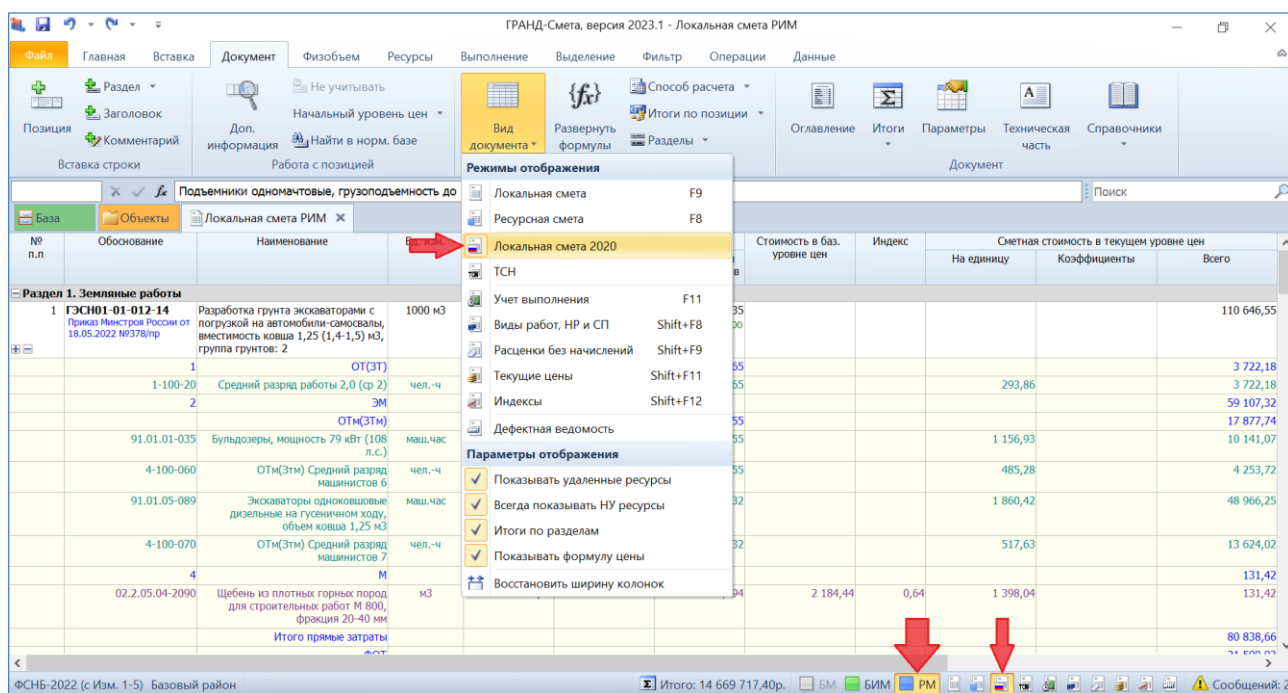 ГРАНД-Смета, версия 2023.1 - Локальная смета РИМ
Файл Главная Вставка Документ Физобъем Ресурсы Выполнение Выделение Фильтр Операции Данные
Позиция
Раздел
Заголовок
Комментарий
Вставка строки
Доп.
информация
Не учитывать
Начальный уровень цен
Найти в норм. базе
Работа с позицией
Вид
документа
Развернуть
формулы
Способ расчета
Итоги по позиции
Разделы
Оглавление
Итоги
Параметры
Техническая
часть
Справочники
Документ
fx Подъемники одномачтовые, грузоподъемность до
Поиск
База Объекты Локальная смета РИМ
Режимы отображения
Локальная смета F9
Ресурсная смета F8
Локальная смета 2020
ТСН
Учет выполнения F11
Виды работ, НР и СП Shift+F8
Расценки без начислений Shift+F9
Текущие цены Shift+F11
Индексы Shift+F12
Дефектная ведомость
Параметры отображения
Показывать удаленные ресурсы
Всегда показывать НУ ресурсы
Итоги по разделам
Показывать формулу цены
Восстановить ширину колонок
№
п.п
Обоснование
Наименование
Стоимость в баз.
уровне цен
Индекс
Сметная стоимость в текущем уровне цен
На единицу Коэффициенты Всего
Раздел 1. Земляные работы
1 ГЭСН01-01-012-14
Приказ Минстроя России от
18.05.2022 №378/пр
Разработка грунта экскаваторами с
погрузкой на автомобили-самосвалы,
вместимость ковша 1,25 (1,4-1,5) м3,
группа грунтов: 2
1000 м3 110 646,55
1 ОТ(ЗТ) 3 722,18
1-100-20 Средний разряд работы 2,0 (ср 2) чел.-ч 293,86 3 722,18
2 ЭМ 59 107,32
ОТм(ЗТм) 17 877,74
91.01.01-035 Бульдозеры, мощность 79 кВт (108
л.с.)
маш.час 1 156,93 10 141,07
4-100-060 ОТм(Зтм) Средний разряд
машинистов 6
чел.-ч 485,28 4 253,72
91.01.05-089 Экскаваторы одноковшовые
дизельные на гусеничном ходу,
объем ковша 1,25 м3
маш.час 1 860,42 48 966,25
4-100-070 ОТм(Зтм) Средний разряд
машинистов 7
чел.-ч 517,63 13 624,02
4 М 131,42
02.2.05.04-2090 Щебень из плотных горных пород
для строительных работ М 800,
фракция 20-40 мм
м3 2 184,44 0,64 1 398,04 131,42
Итого прямые затраты 80 838,66
ФСНБ-2022 (с Изм. 1-5) Базовый район
Итого: 14 669 717,40р. БМ БИМ РМ